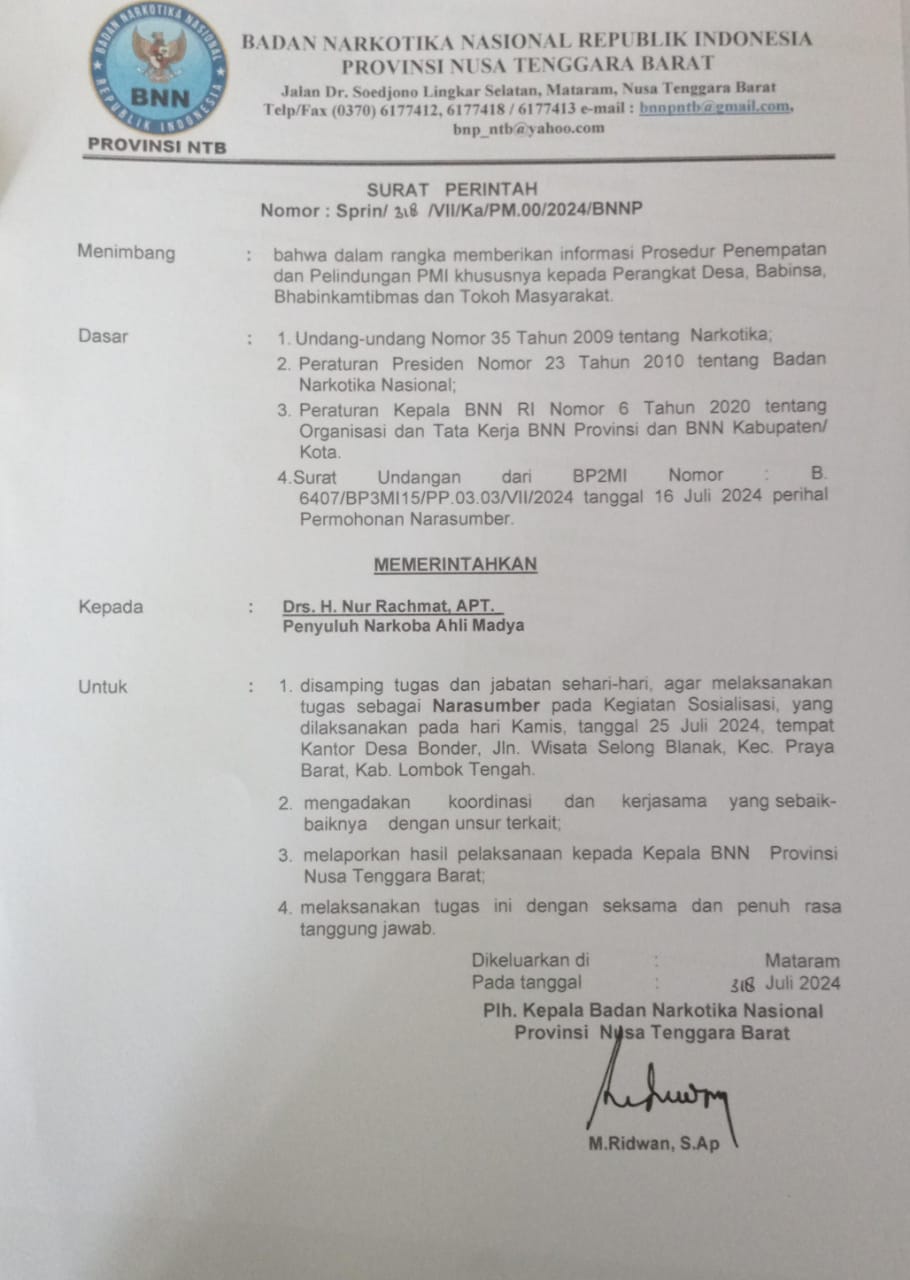 BADAN NARKOTIKA NASIONAL
REPUBLIK INDONESIA
BNN
PROVINSI NTB
BADAN NARKOTIKA NASIONAL REPUBLIK INDONESIA
PROVINSI NUSA TENGGARA BARAT
Jalan Dr. Soedjono Lingkar Selatan, Mataram, Nusa Tenggara Barat
Telp/Fax (0370) 6177412, 6177418 / 6177413 e-mail : bnnpntb@gmail.com,
bnp_ntb@yahoo.com
SURAT PERINTAH
Nomor : Sprin/ 318 /VII/Ka/PM.00/2024/BNNP
Menimbang : bahwa dalam rangka memberikan informasi Prosedur Penempatan
dan Pelindungan PMI khususnya kepada Perangkat Desa, Babinsa,
Bhabinkamtibmas dan Tokoh Masyarakat.
Dasar : 1. Undang-undang Nomor 35 Tahun 2009 tentang Narkotika;
2. Peraturan Presiden Nomor 23 Tahun 2010 tentang Badan
Narkotika Nasional;
3. Peraturan Kepala BNN RI Nomor 6 Tahun 2020 tentang
Organisasi dan Tata Kerja BNN Provinsi dan BNN Kabupaten/
Kota.
4.Surat Undangan dari BP2MI Nomor : B.
6407/BP3MI15/PP.03.03/VII/2024 tanggal 16 Juli 2024 perihal
Permohonan Narasumber.
MEMERINTAHKAN
Kepada : Drs. H. Nur Rachmat, APT.
Penyuluh Narkoba Ahli Madya
Untuk : 1. disamping tugas dan jabatan sehari-hari, agar melaksanakan
tugas sebagai Narasumber pada Kegiatan Sosialisasi, yang
dilaksanakan pada hari Kamis, tanggal 25 Juli 2024, tempat
Kantor Desa Bonder, Jln. Wisata Selong Blanak, Kec. Praya
Barat, Kab. Lombok Tengah.
2. mengadakan koordinasi dan kerjasama yang sebaik-
baiknya dengan unsur terkait;
3. melaporkan hasil pelaksanaan kepada Kepala BNN Provinsi
Nusa Tenggara Barat;
4. melaksanakan tugas ini dengan seksama dan penuh rasa
tanggung jawab.
Dikeluarkan di : Mataram
Pada tanggal : 318 Juli 2024
Plh. Kepala Badan Narkotika Nasional
Provinsi Nusa Tenggara Barat
M.Ridwan, S.Ap